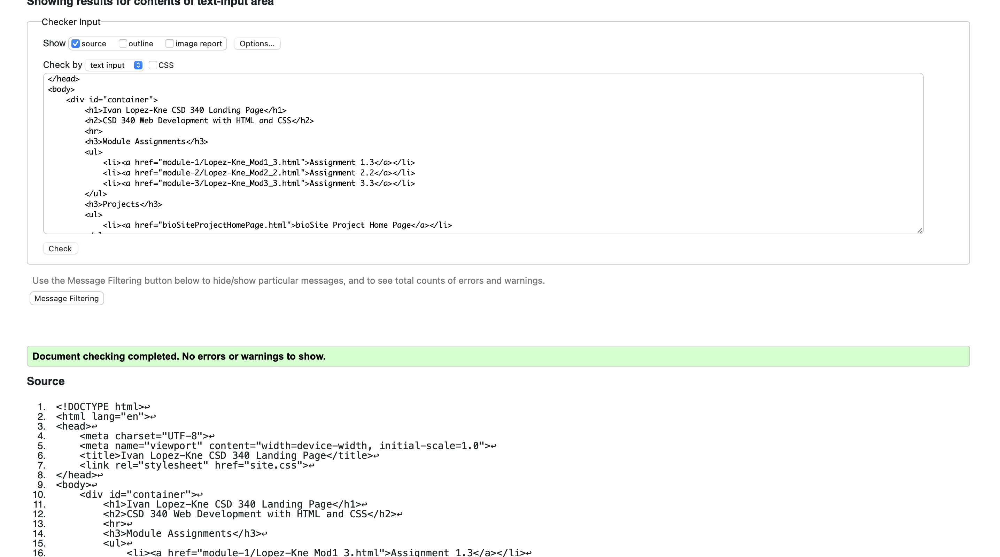 Showing results for contents of text-input area
Checker Input
Show source outline image report Options...
Check by text input CSS
</head>
<body>
    <div id="container">
        <h1>Ivan Lopez-Kne CSD 340 Landing Page</h1>
        <h2>CSD 340 Web Development with HTML and CSS</h2>
        <hr>
        <h3>Module Assignments</h3>
        <ul>
            <li><a href="module-1/Lopez-Kne_Mod1_3.html">Assignment 1.3</a></li>
            <li><a href="module-2/Lopez-Kne_Mod2_2.html">Assignment 2.2</a></li>
            <li><a href="module-3/Lopez-Kne_Mod3_3.html">Assignment 3.3</a></li>
        </ul>
        <h3>Projects</h3>
        <ul>
            <li><a href="bioSiteProjectHomePage.html">bioSite Project Home Page</a></li>
Check
Use the Message Filtering button below to hide/show particular messages, and to see total counts of errors and warnings.
Message Filtering
Document checking completed. No errors or warnings to show.
Source
1. <!DOCTYPE html>↩
2. <html lang="en">↩
3. <head>↩
4.     <meta charset="UTF-8">↩
5.     <meta name="viewport" content="width=device-width, initial-scale=1.0">↩
6.     <title>Ivan Lopez-Kne CSD 340 Landing Page</title>↩
7.     <link rel="stylesheet" href="site.css">↩
8. </head>↩
9. <body>↩
10.     <div id="container">↩
11.         <h1>Ivan Lopez-Kne CSD 340 Landing Page</h1>↩
12.         <h2>CSD 340 Web Development with HTML and CSS</h2>↩
13.         <hr>↩
14.         <h3>Module Assignments</h3>↩
15.         <ul>↩
16.             <li><a href="module-1/Lopez-Kne_Mod1_3.html">Assignment 1.3</a></li>↩